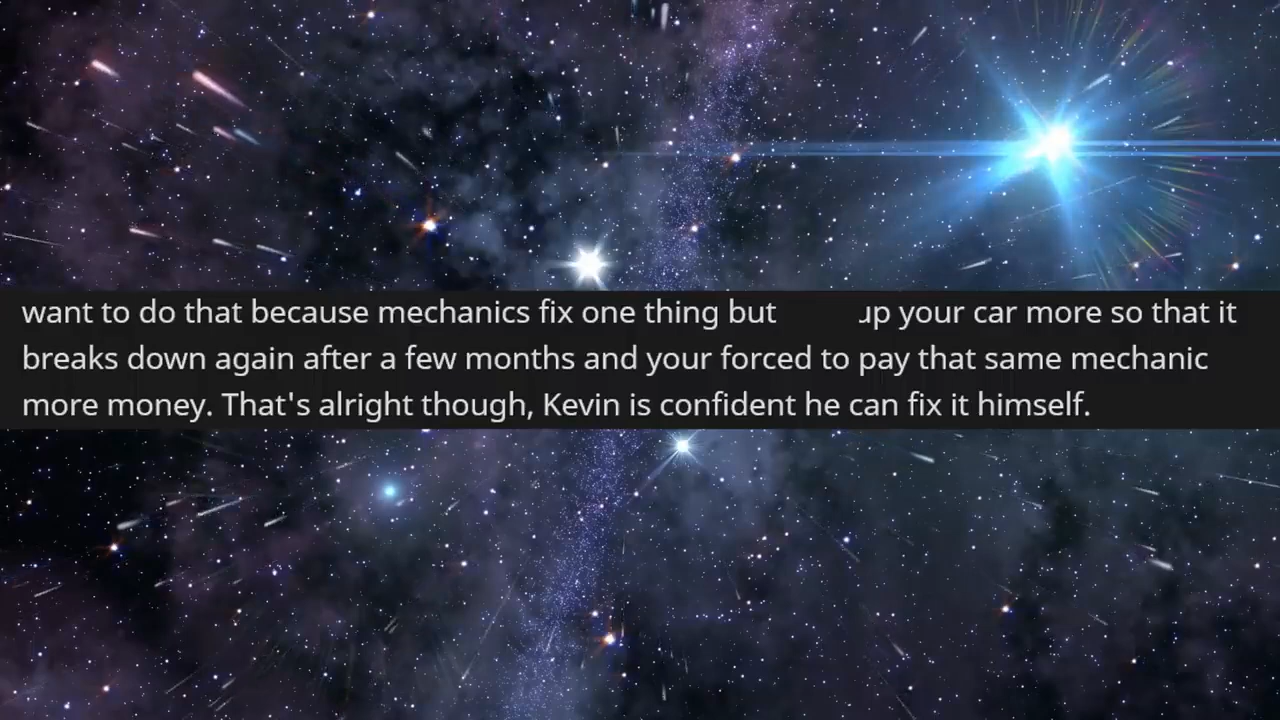 want to do that because mechanics fix one thing but up your car more so that it
breaks down again after a few months and your forced to pay that same mechanic
more money. That's alright though, Kevin is confident he can fix it himself.